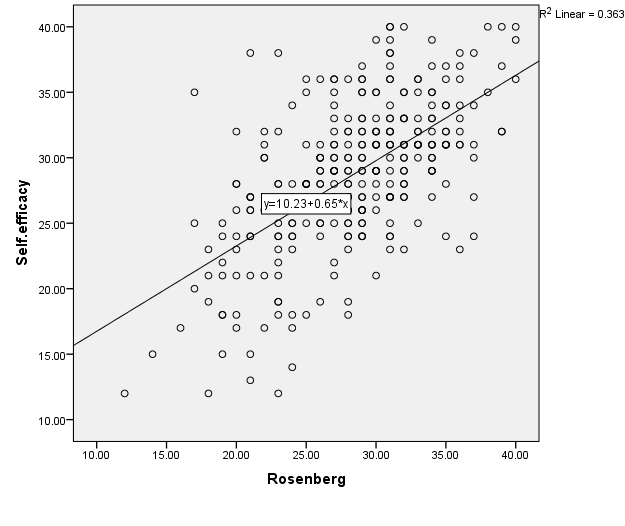 R2 Linear = 0.363
40.00
35.00
30.00
25.00
20.00
15.00
10.00
Self.efficacy
y=10.23+0.65*x
10.00 15.00 20.00 25.00 30.00 35.00 40.00
Rosenberg